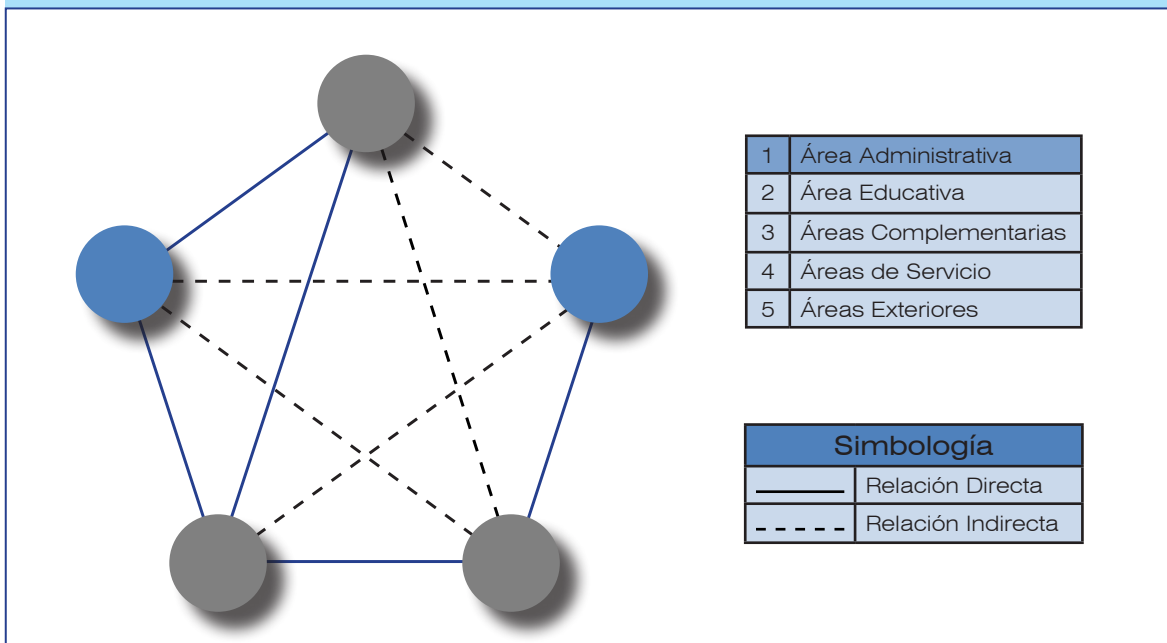 1 Área Administrativa
2 Área Educativa
3 Áreas Complementarias
4 Áreas de Servicio
5 Áreas Exteriores
Simbología
Relación Directa
Relación Indirecta